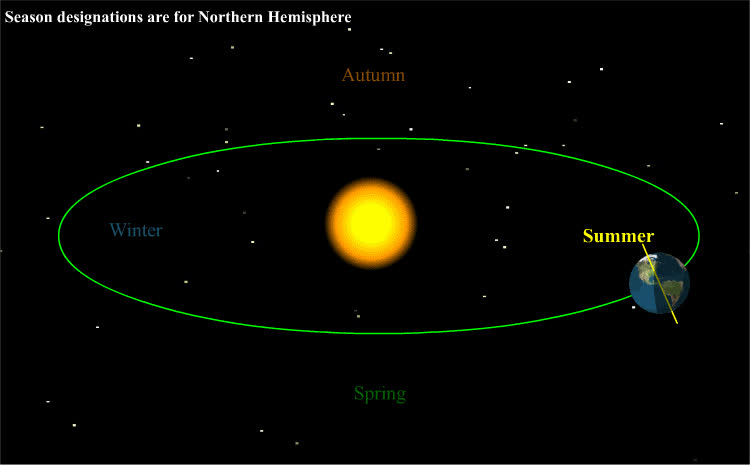 Season designations are for Northern Hemisphere
Autumn
Winter
Summer
Spring